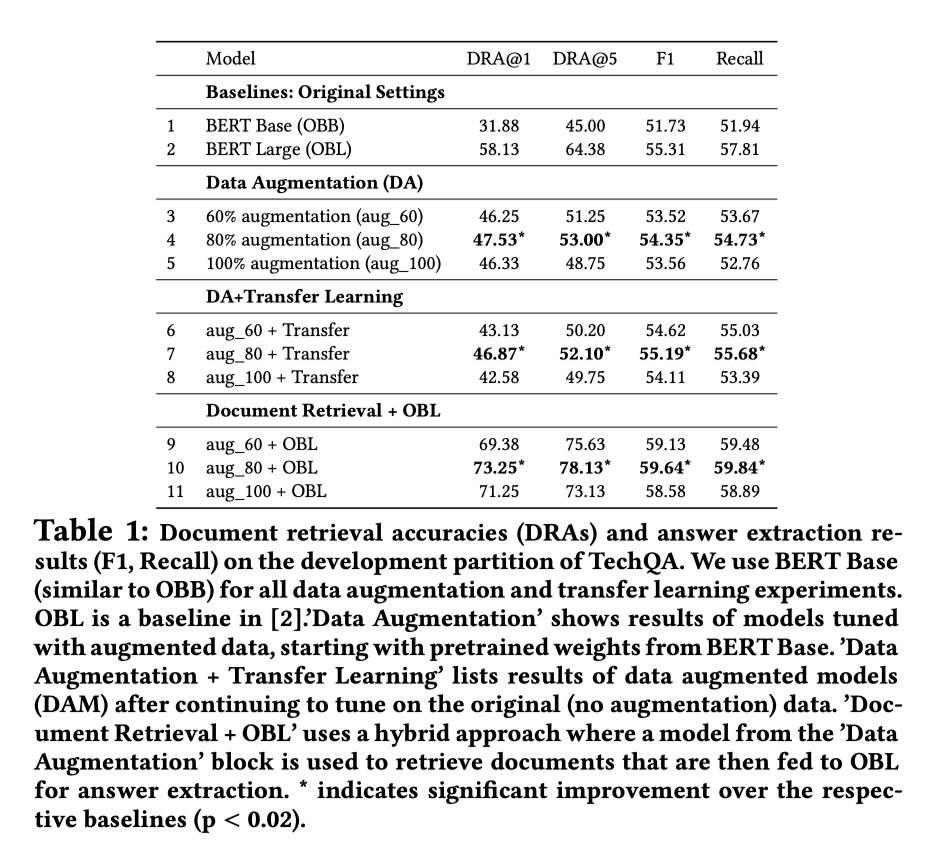 Model DRA@1 DRA@5 F1 Recall
Baselines: Original Settings
1 BERT Base (OBB) 31.88 45.00 51.73 51.94
2 BERT Large (OBL) 58.13 64.38 55.31 57.81
Data Augmentation (DA)
3 60% augmentation (aug_60) 46.25 51.25 53.52 53.67
4 80% augmentation (aug_80) 47.53* 53.00* 54.35* 54.73*
5 100% augmentation (aug_100) 46.33 48.75 53.56 52.76
DA+Transfer Learning
6 aug_60 + Transfer 43.13 50.20 54.62 55.03
7 aug_80 + Transfer 46.87* 52.10* 55.19* 55.68*
8 aug_100 + Transfer 42.58 49.75 54.11 53.39
Document Retrieval + OBL
9 aug_60 + OBL 69.38 75.63 59.13 59.48
10 aug_80 + OBL 73.25* 78.13* 59.64* 59.84*
11 aug_100 + OBL 71.25 73.13 58.58 58.89
Table 1: Document retrieval accuracies (DRAs) and answer extraction re-
sults (F1, Recall) on the development partition of TechQA. We use BERT Base
(similar to OBB) for all data augmentation and transfer learning experiments.
OBL is a baseline in [2].’Data Augmentation’ shows results of models tuned
with augmented data, starting with pretrained weights from BERT Base. ’Data
Augmentation + Transfer Learning’ lists results of data augmented models
(DAM) after continuing to tune on the original (no augmentation) data. ’Doc-
ument Retrieval + OBL’ uses a hybrid approach where a model from the ’Data
Augmentation’ block is used to retrieve documents that are then fed to OBL
for answer extraction. * indicates significant improvement over the respec-
tive baselines (p < 0.02).